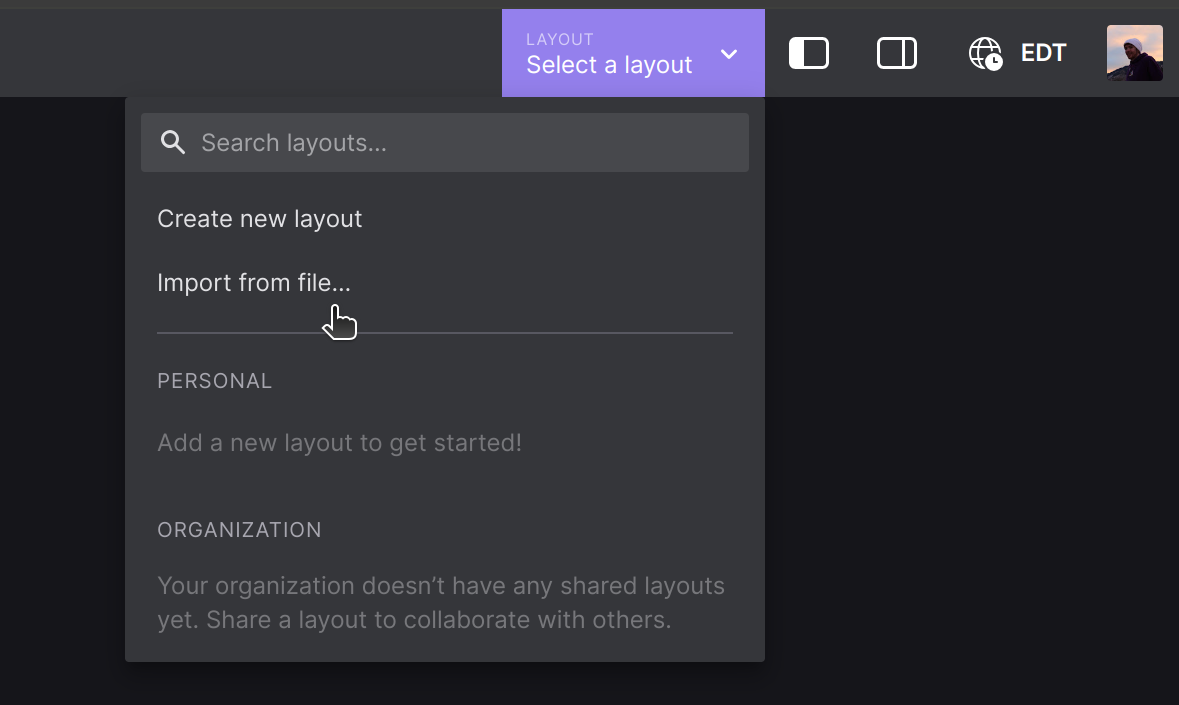 LAYOUT
Select a layout
EDT
Search layouts...
Create new layout
Import from file...
PERSONAL
Add a new layout to get started!
ORGANIZATION
Your organization doesn’t have any shared layouts
yet. Share a layout to collaborate with others.